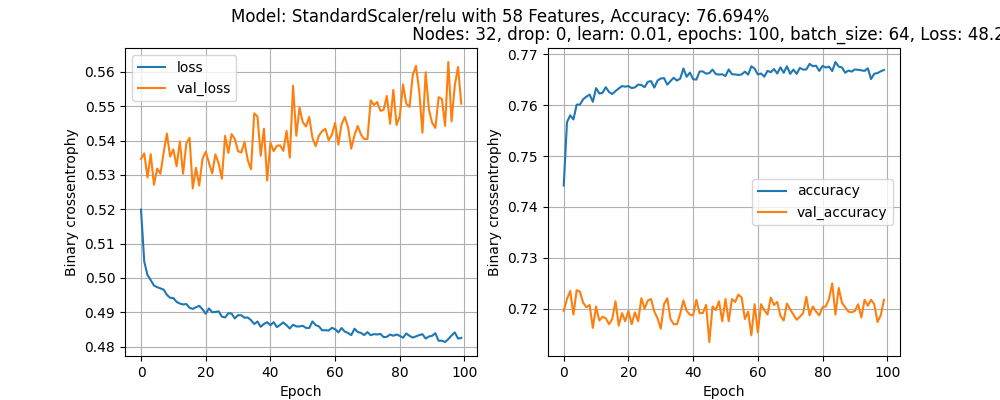 Model: StandardScaler/relu with 58 Features, Accuracy: 76.694%
Nodes: 32, drop: 0, learn: 0.01, epochs: 100, batch_size: 64, Loss: 48.2
loss
val_loss
0.56
0.55
0.54
0.53
0.52
0.51
0.50
0.49
0.48
Binary crossentrophy
0 20 40 60 80 100
Epoch
0.77
0.76
0.75
0.74
0.73
0.72
Binary crossentrophy
accuracy
val_accuracy
0 20 40 60 80 100
Epoch